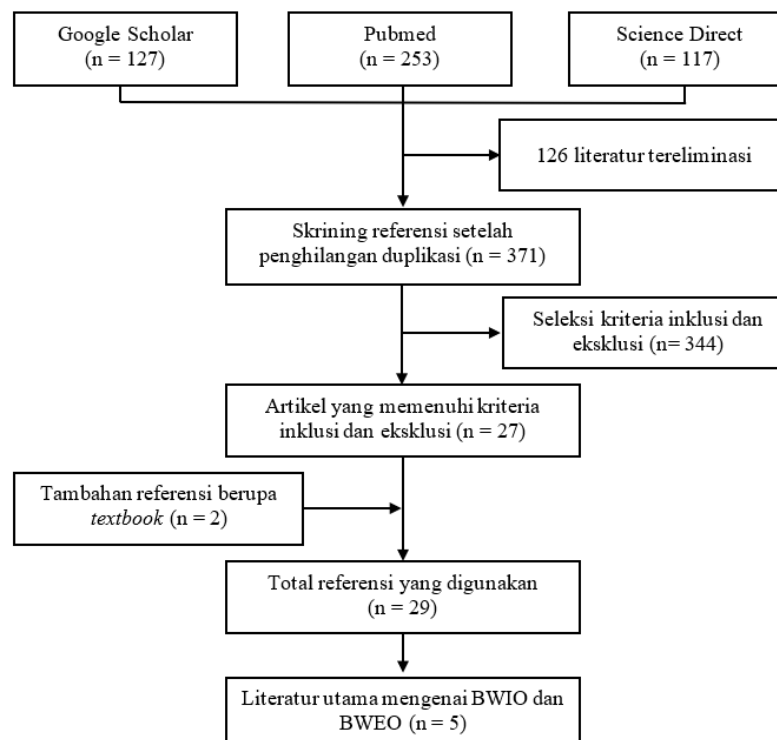 Google Scholar
(n = 127)
Pubmed
(n = 253)
Science Direct
(n = 117)
126 literatur tereliminasi
Skrining referensi setelah
penghilangan duplikasi (n = 371)
Seleksi kriteria inklusi dan
eksklusi (n= 344)
Artikel yang memenuhi kriteria
inklusi dan eksklusi (n = 27)
Tambahan referensi berupa
textbook (n = 2)
Total referensi yang digunakan
(n = 29)
Literatur utama mengenai BWIO dan
BWEO (n = 5)